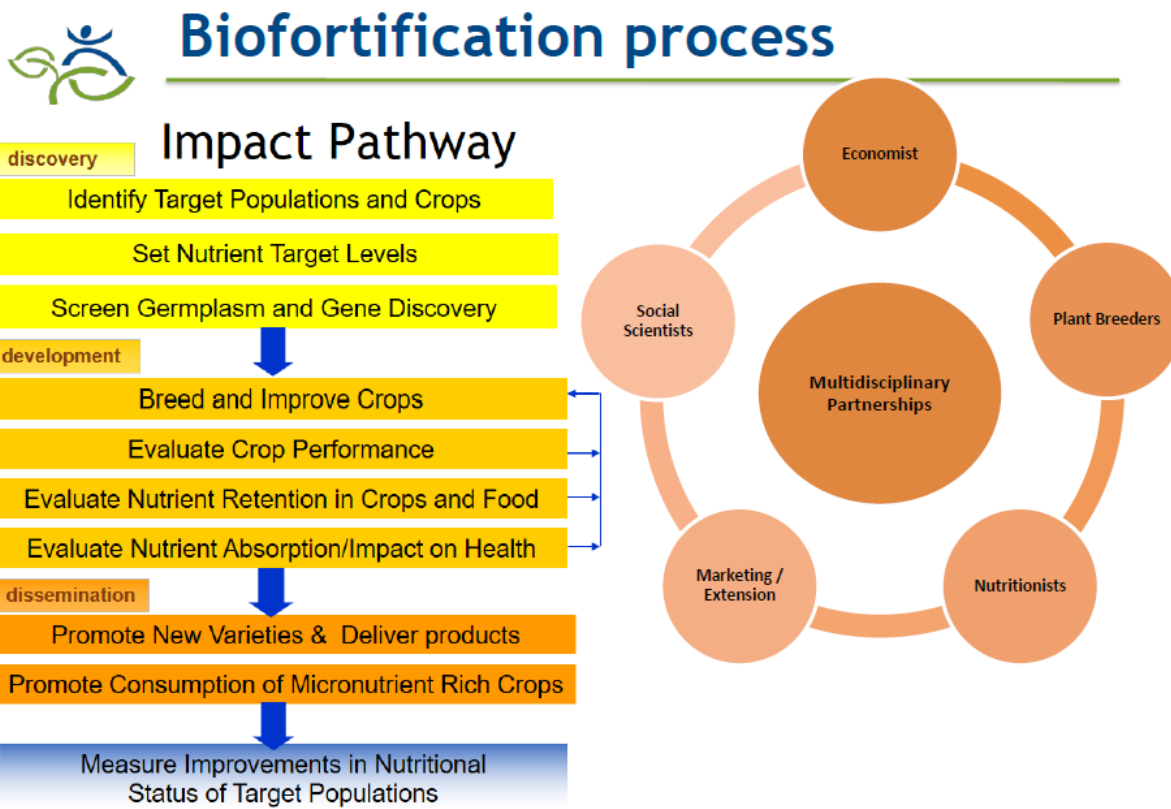 Biofortification process
Impact Pathway
discovery
Identify Target Populations and Crops
Set Nutrient Target Levels
Screen Germplasm and Gene Discovery
development
Breed and Improve Crops
Evaluate Crop Performance
Evaluate Nutrient Retention in Crops and Food
Evaluate Nutrient Absorption/Impact on Health
dissemination
Promote New Varieties & Deliver products
Promote Consumption of Micronutrient Rich Crops
Measure Improvements in Nutritional
Status of Target Populations
Economist
Plant Breeders
Nutritionists
Marketing /
Extension
Social
Scientists
Multidisciplinary
Partnerships